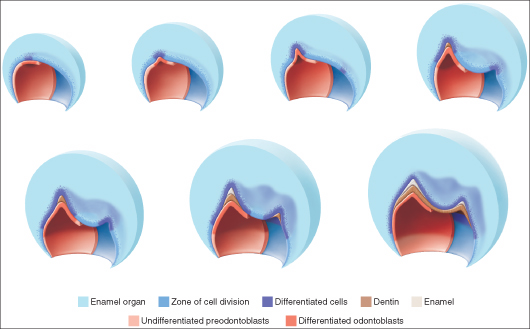 Enamel organ Zone of cell division Differentiated cells Dentin Enamel
Undifferentiated preodontoblasts Differentiated odontoblasts